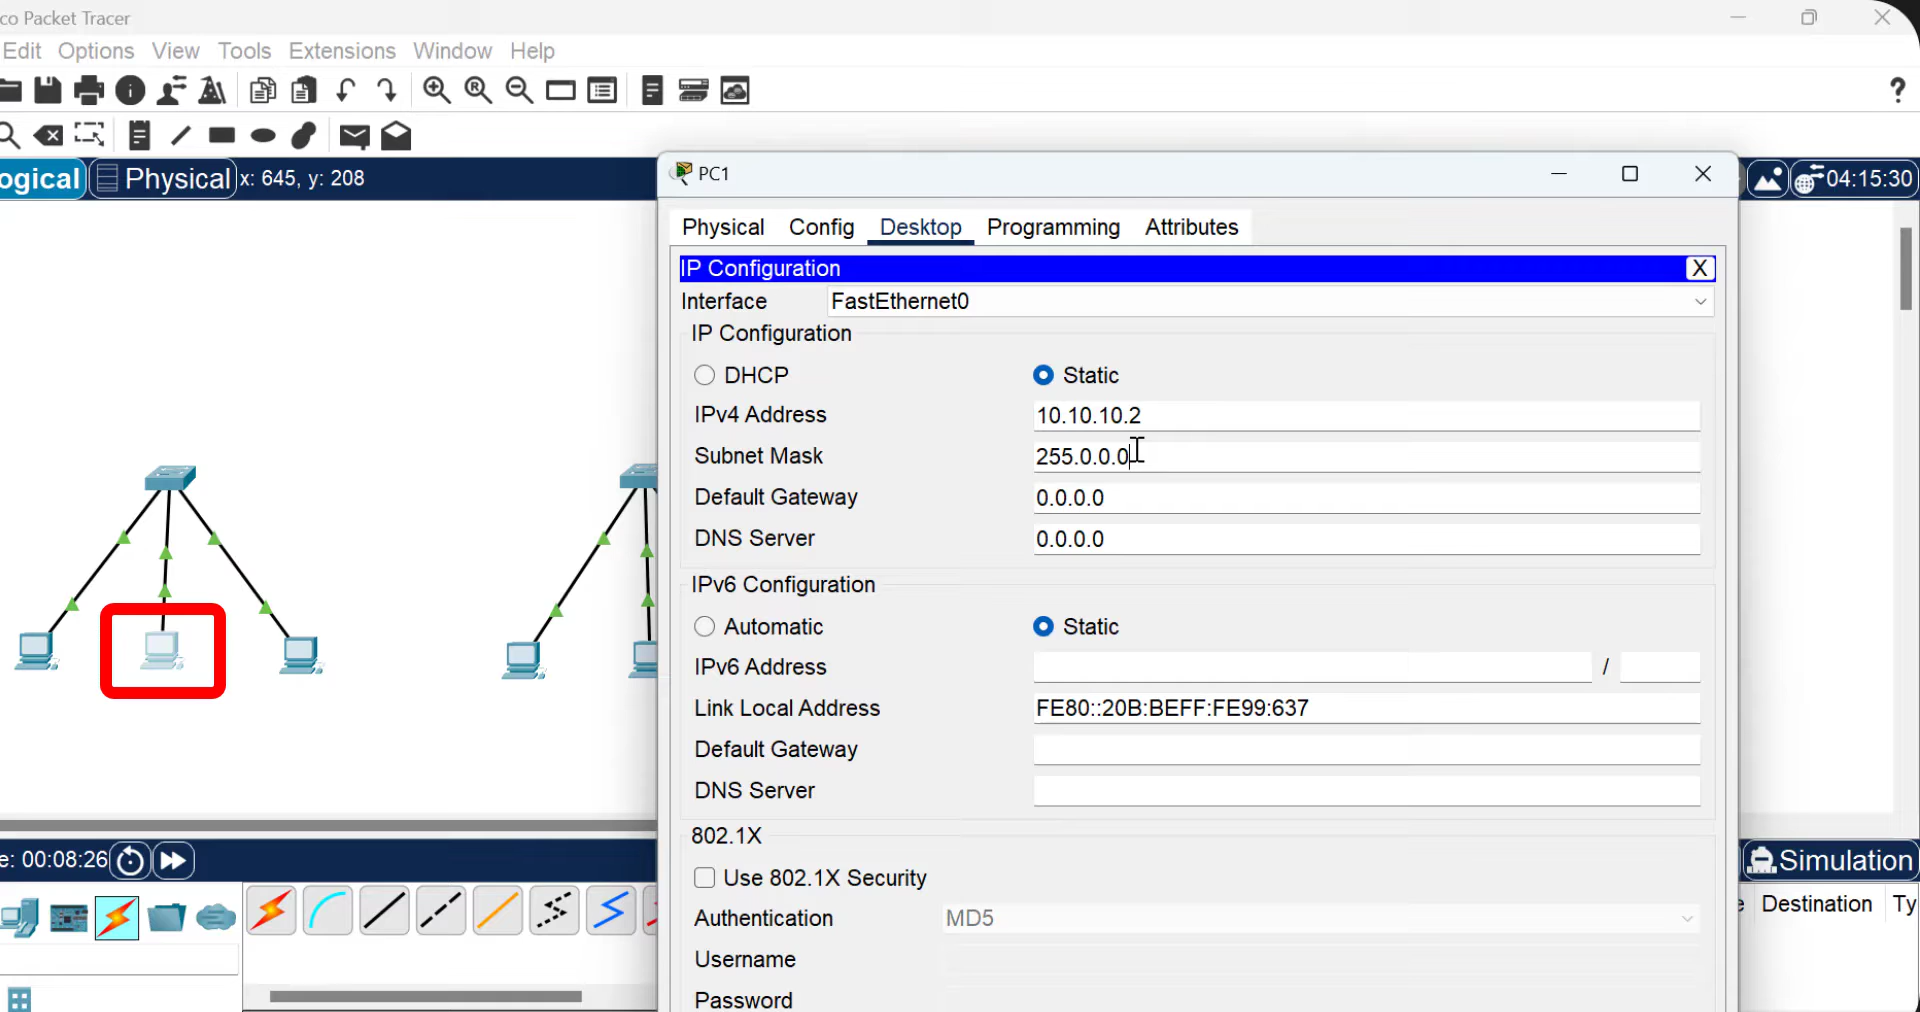 co Packet Tracer
Edit Options View Tools Extensions Window Help
?
ogical Physical x: 645, y: 208
04:15:30
PC1
Physical Config Desktop Programming Attributes
IP Configuration X
Interface FastEthernet0
IP Configuration
DHCP Static
IPv4 Address 10.10.10.2
Subnet Mask 255.0.0.0
Default Gateway 0.0.0.0
DNS Server 0.0.0.0
IPv6 Configuration
Automatic Static
IPv6 Address /
Link Local Address FE80::20B:BEFF:FE99:637
Default Gateway
DNS Server
802.1X
Use 802.1X Security
Authentication MD5
Username
Password
e: 00:08:26
Simulation
e Destination Ty